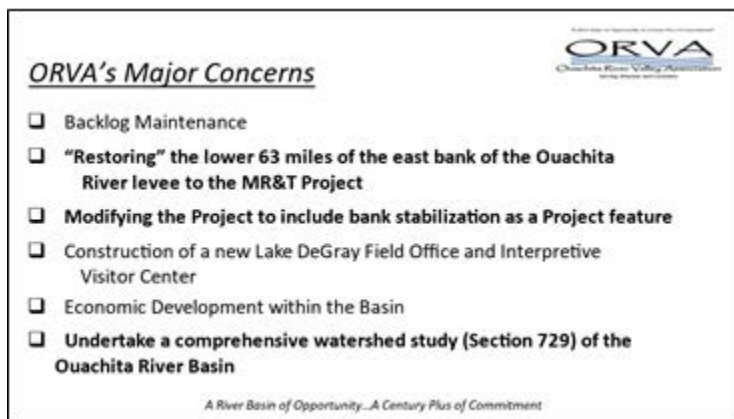 ORVA
Ouachita River Valley Association
ORVA's Major Concerns
❑ Backlog Maintenance
❑ "Restoring" the lower 63 miles of the east bank of the Ouachita
River levee to the MR&T Project
❑ Modifying the Project to include bank stabilization as a Project feature
❑ Construction of a new Lake DeGray Field Office and Interpretive
Visitor Center
❑ Economic Development within the Basin
❑ Undertake a comprehensive watershed study (Section 729) of the
Ouachita River Basin
A River Basin of Opportunity...A Century Plus of Commitment